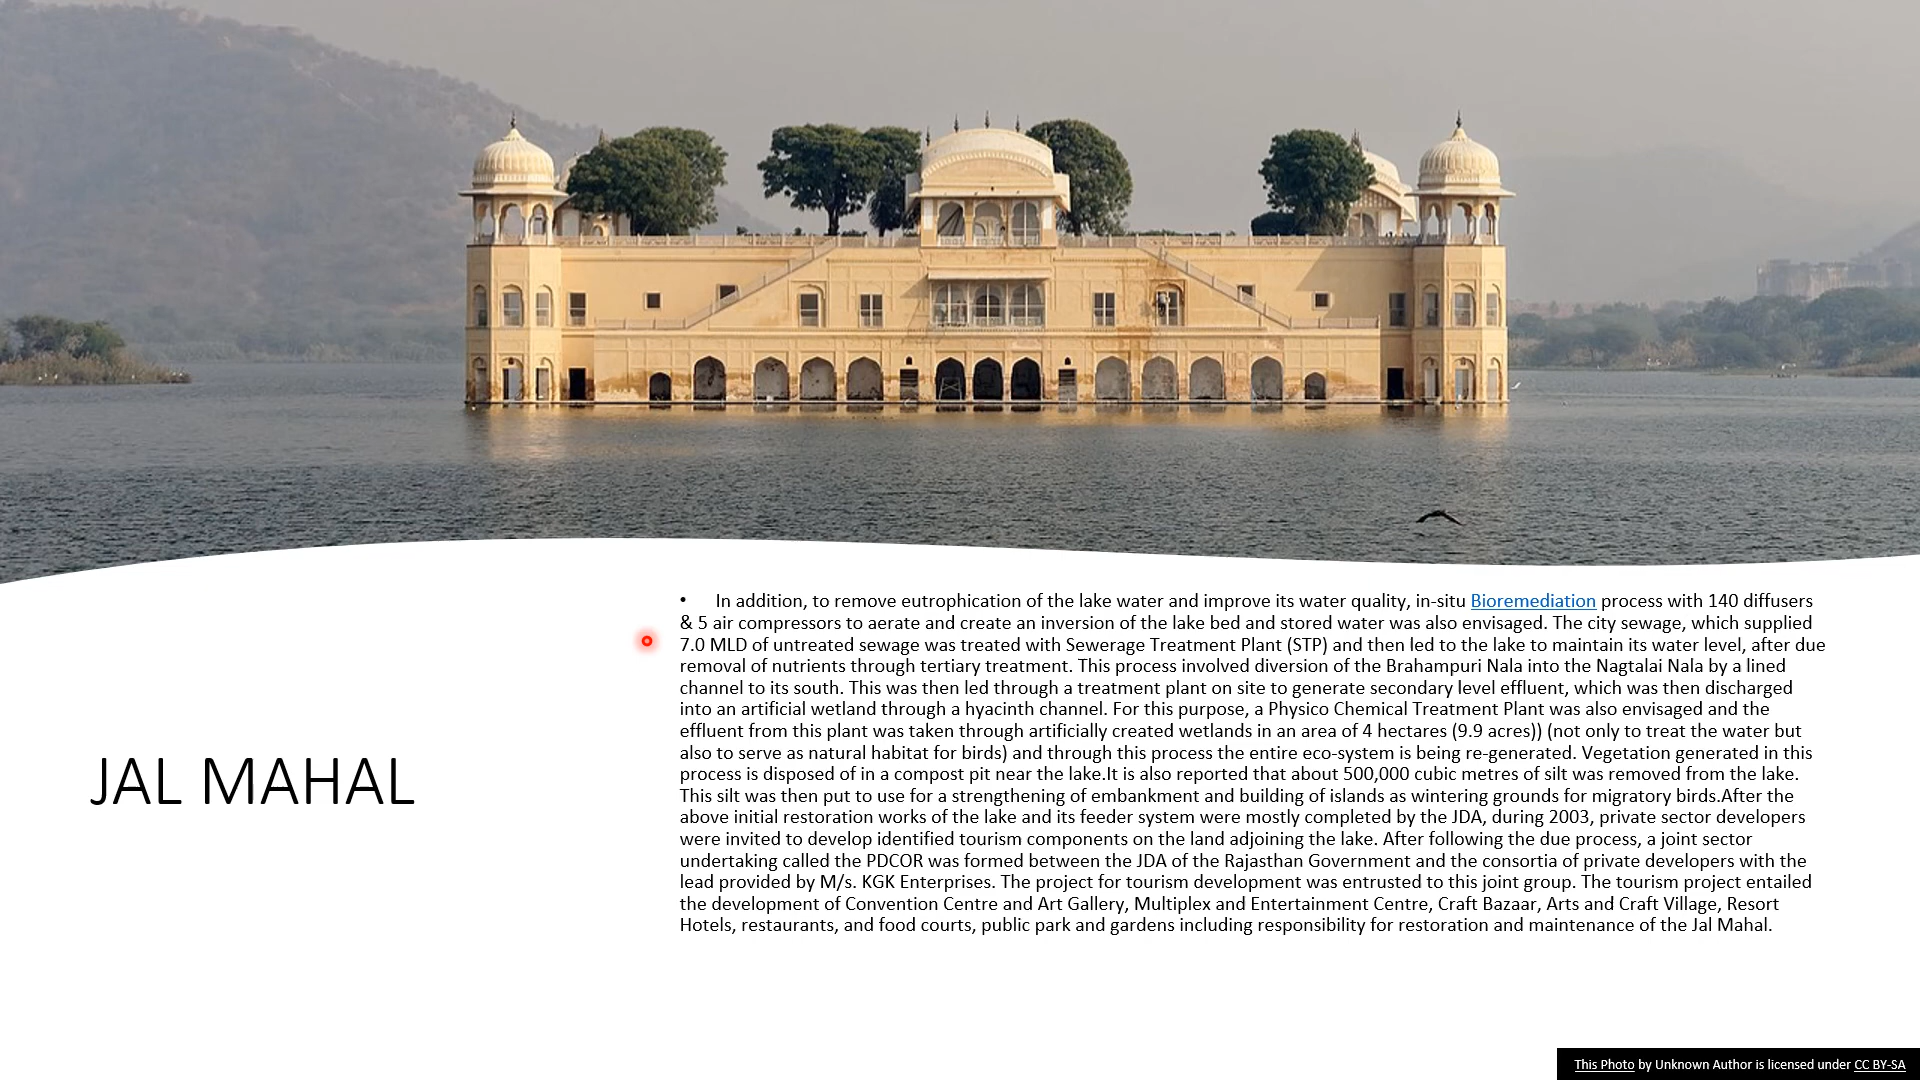 • In addition, to remove eutrophication of the lake water and improve its water quality, in-situ Bioremediation process with 140 diffusers
& 5 air compressors to aerate and create an inversion of the lake bed and stored water was also envisaged. The city sewage, which supplied
7.0 MLD of untreated sewage was treated with Sewerage Treatment Plant (STP) and then led to the lake to maintain its water level, after due
removal of nutrients through tertiary treatment. This process involved diversion of the Brahampuri Nala into the Nagtalai Nala by a lined
channel to its south. This was then led through a treatment plant on site to generate secondary level effluent, which was then discharged
into an artificial wetland through a hyacinth channel. For this purpose, a Physico Chemical Treatment Plant was also envisaged and the
effluent from this plant was taken through artificially created wetlands in an area of 4 hectares (9.9 acres)) (not only to treat the water but
also to serve as natural habitat for birds) and through this process the entire eco-system is being re-generated. Vegetation generated in this
process is disposed of in a compost pit near the lake.It is also reported that about 500,000 cubic metres of silt was removed from the lake.
This silt was then put to use for a strengthening of embankment and building of islands as wintering grounds for migratory birds.After the
above initial restoration works of the lake and its feeder system were mostly completed by the JDA, during 2003, private sector developers
were invited to develop identified tourism components on the land adjoining the lake. After following the due process, a joint sector
undertaking called the PDCOR was formed between the JDA of the Rajasthan Government and the consortia of private developers with the
lead provided by M/s. KGK Enterprises. The project for tourism development was entrusted to this joint group. The tourism project entailed
the development of Convention Centre and Art Gallery, Multiplex and Entertainment Centre, Craft Bazaar, Arts and Craft Village, Resort
Hotels, restaurants, and food courts, public park and gardens including responsibility for restoration and maintenance of the Jal Mahal.
JAL MAHAL
This Photo by Unknown Author is licensed under CC BY-SA